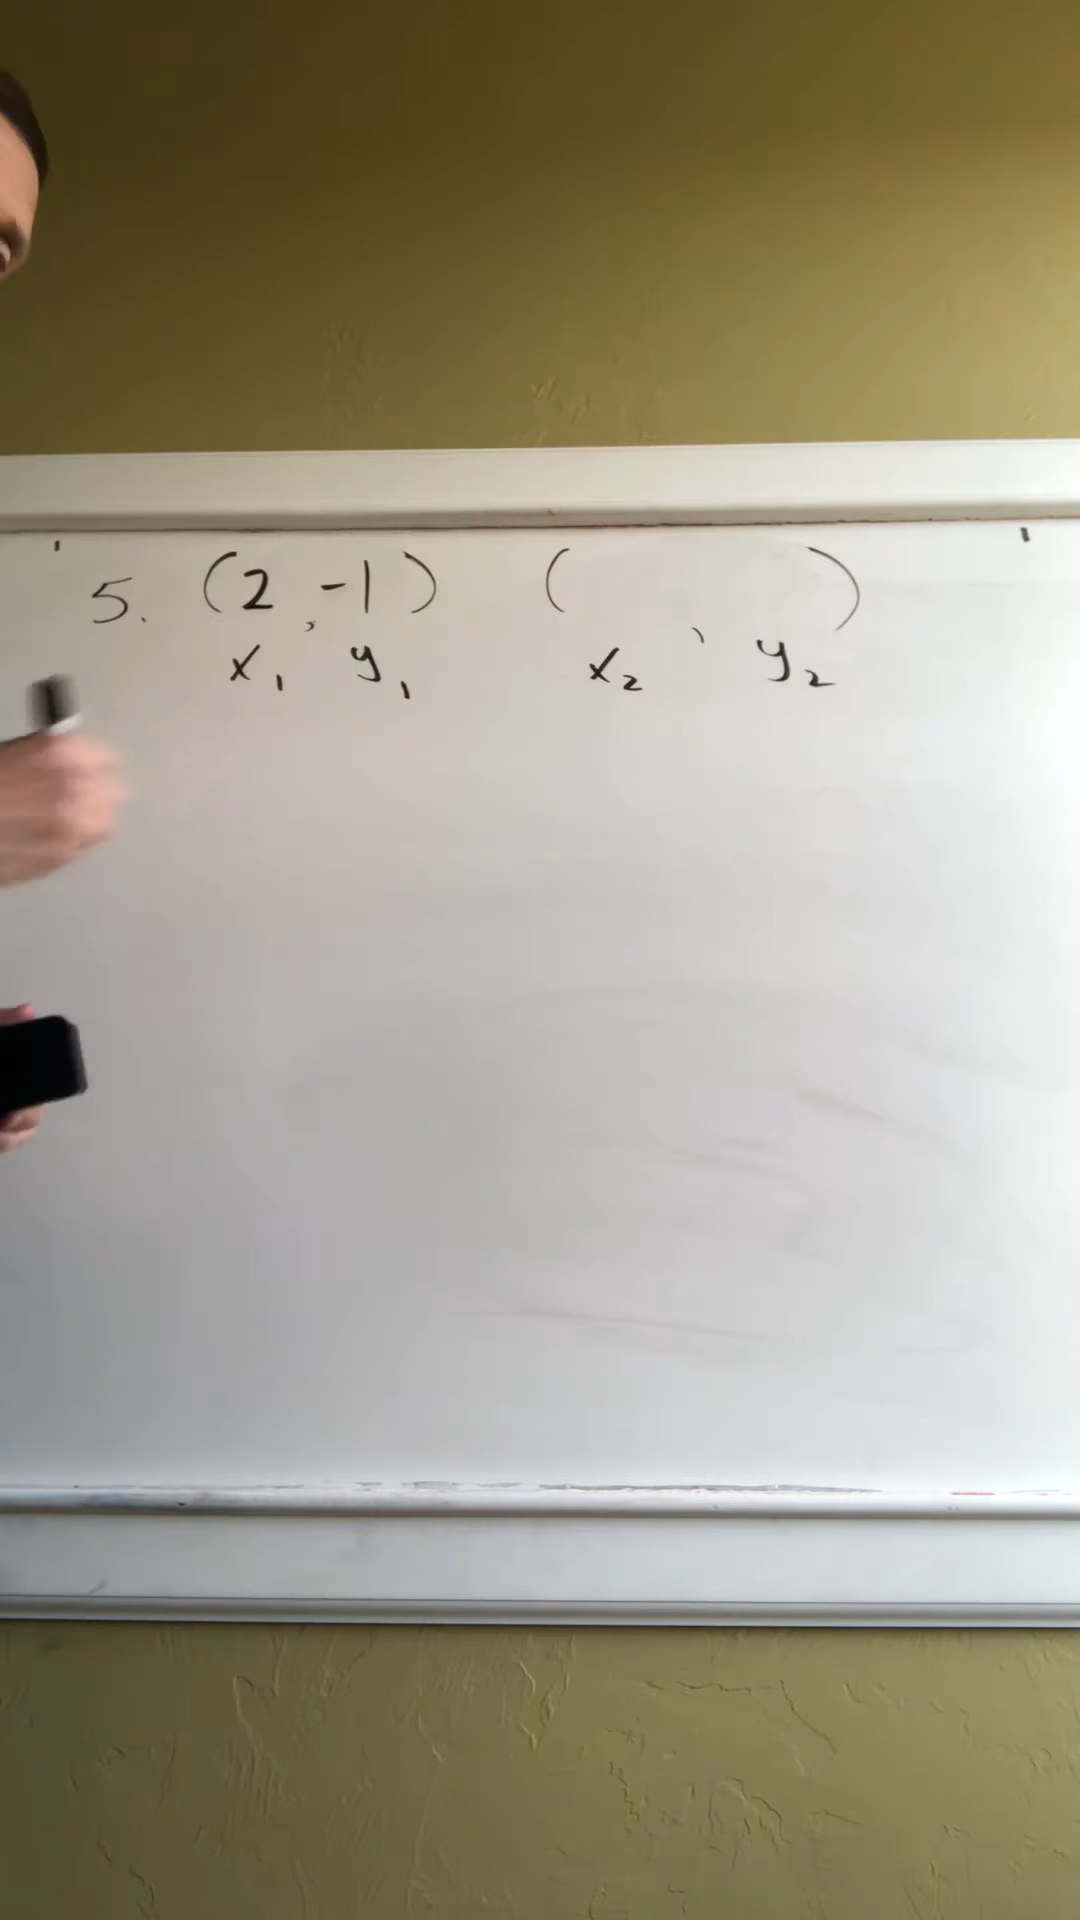 5. (2, -1) ( , )
x₁ y₁ x₂ y₂